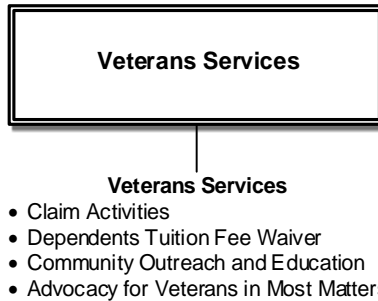 Veterans Services
Veterans Services
• Claim Activities
• Dependents Tuition Fee Waiver
• Community Outreach and Education
• Advocacy for Veterans in Most Matter